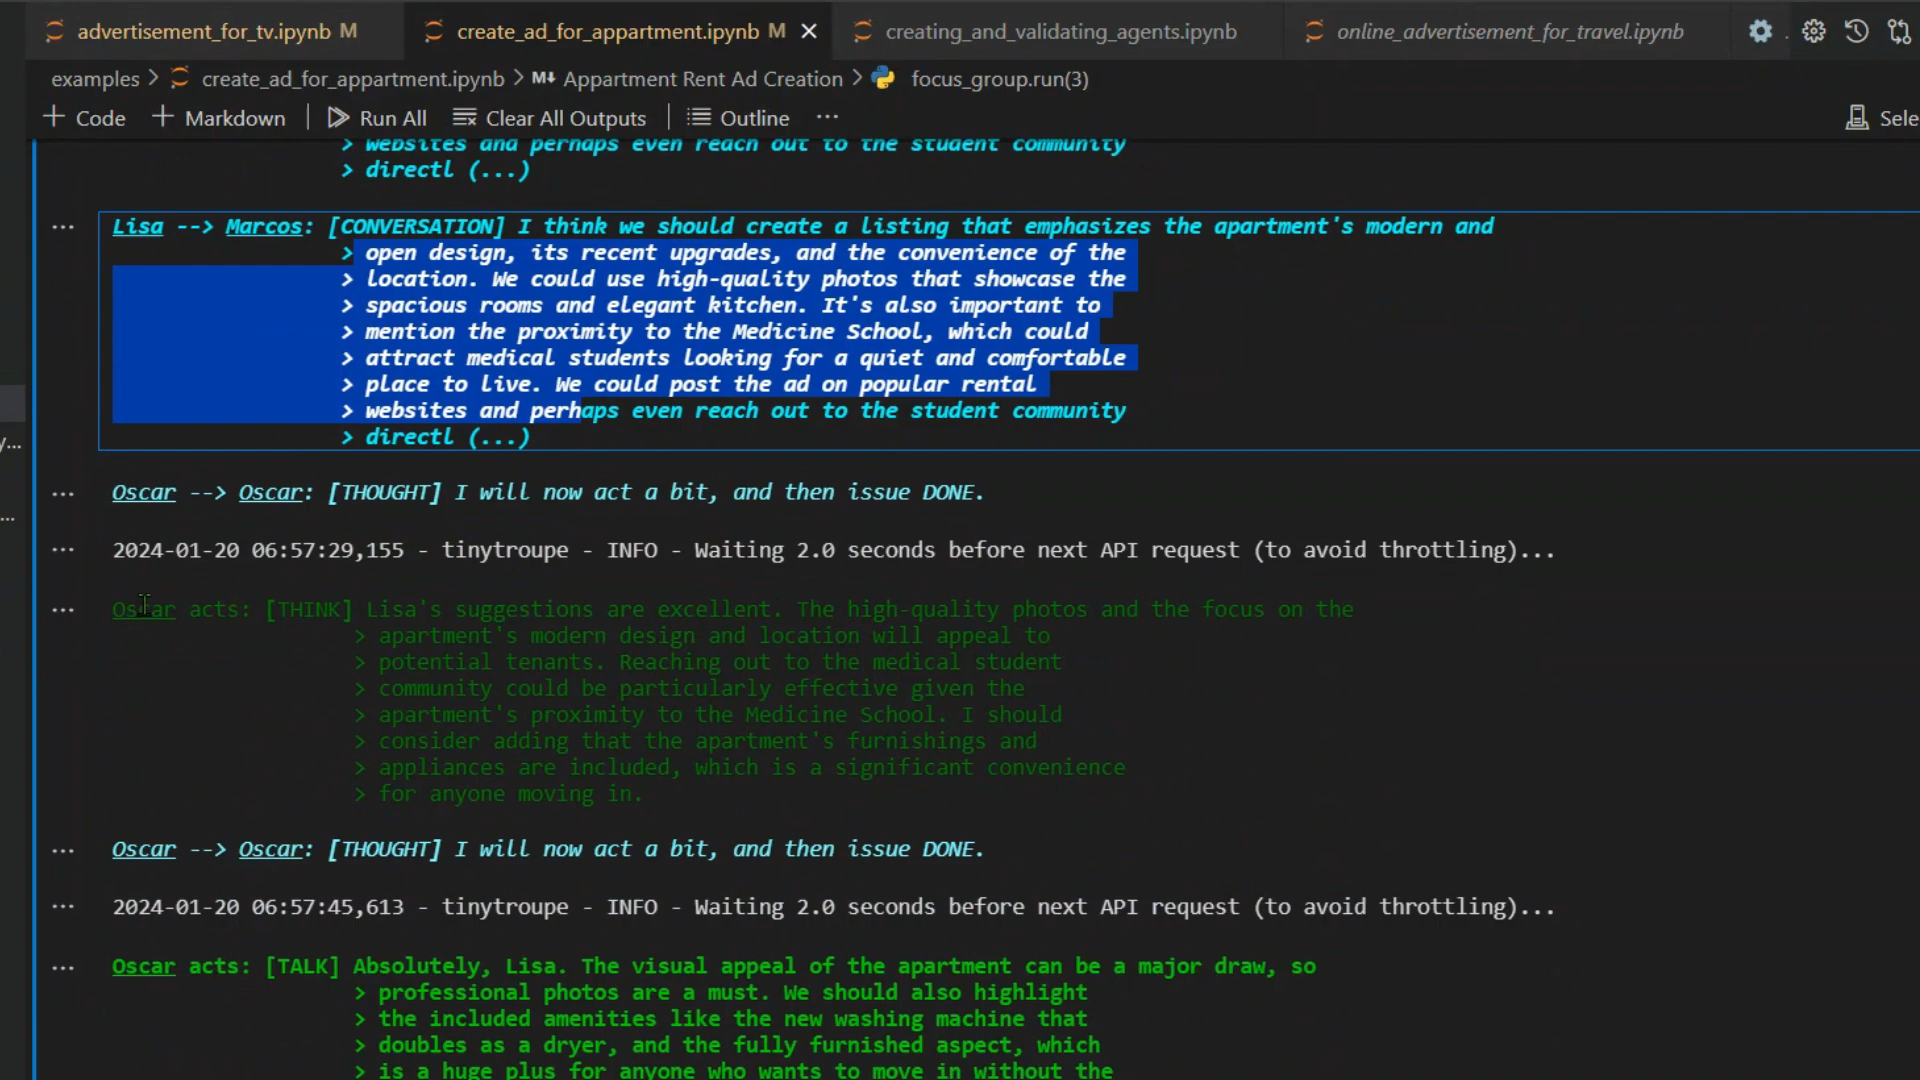 advertisement_for_tv.ipynb M
create_ad_for_appartment.ipynb M
creating_and_validating_agents.ipynb
online_advertisement_for_travel.ipynb
examples > create_ad_for_appartment.ipynb > M↓ Appartment Rent Ad Creation > focus_group.run(3)
+ Code + Markdown | Run All Clear All Outputs | Outline ...
> websites and perhaps even reach out to the student community
> directl (...)
... Lisa --> Marcos: [CONVERSATION] I think we should create a listing that emphasizes the apartment's modern and
> open design, its recent upgrades, and the convenience of the
> location. We could use high-quality photos that showcase the
> spacious rooms and elegant kitchen. It's also important to
> mention the proximity to the Medicine School, which could
> attract medical students looking for a quiet and comfortable
> place to live. We could post the ad on popular rental
> websites and perhaps even reach out to the student community
> directl (...)
... Oscar --> Oscar: [THOUGHT] I will now act a bit, and then issue DONE.
... 2024-01-20 06:57:29,155 - tinytroupe - INFO - Waiting 2.0 seconds before next API request (to avoid throttling)...
... Oscar acts: [THINK] Lisa's suggestions are excellent. The high-quality photos and the focus on the
> apartment's modern design and location will appeal to
> potential tenants. Reaching out to the medical student
> community could be particularly effective given the
> apartment's proximity to the Medicine School. I should
> consider adding that the apartment's furnishings and
> appliances are included, which is a significant convenience
> for anyone moving in.
... Oscar --> Oscar: [THOUGHT] I will now act a bit, and then issue DONE.
... 2024-01-20 06:57:45,613 - tinytroupe - INFO - Waiting 2.0 seconds before next API request (to avoid throttling)...
... Oscar acts: [TALK] Absolutely, Lisa. The visual appeal of the apartment can be a major draw, so
> professional photos are a must. We should also highlight
> the included amenities like the new washing machine that
> doubles as a dryer, and the fully furnished aspect, which
> is a huge plus for anyone who wants to move in without the